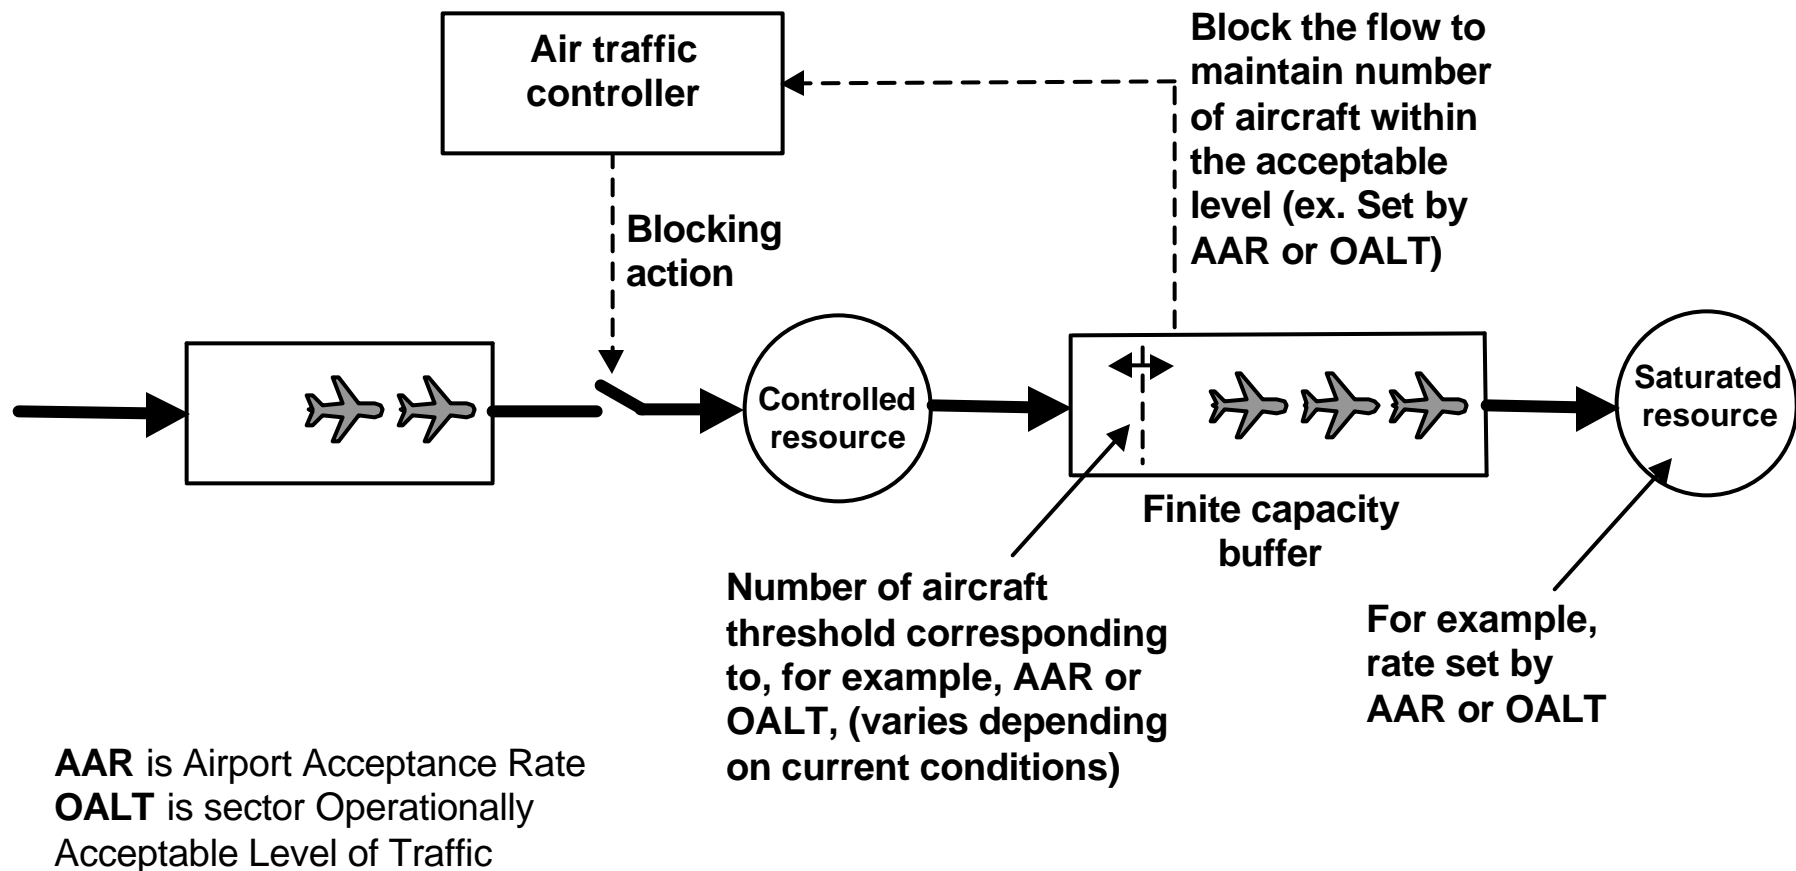 Air traffic
controller
Block the flow to
maintain number
of aircraft within
the acceptable
level (ex. Set by
AAR or OALT)
Blocking
action
Controlled
resource
Saturated
resource
Finite capacity
buffer
Number of aircraft
threshold corresponding
to, for example, AAR or
OALT, (varies depending
on current conditions)
For example,
rate set by
AAR or OALT
AAR is Airport Acceptance Rate
OALT is sector Operationally
Acceptable Level of Traffic